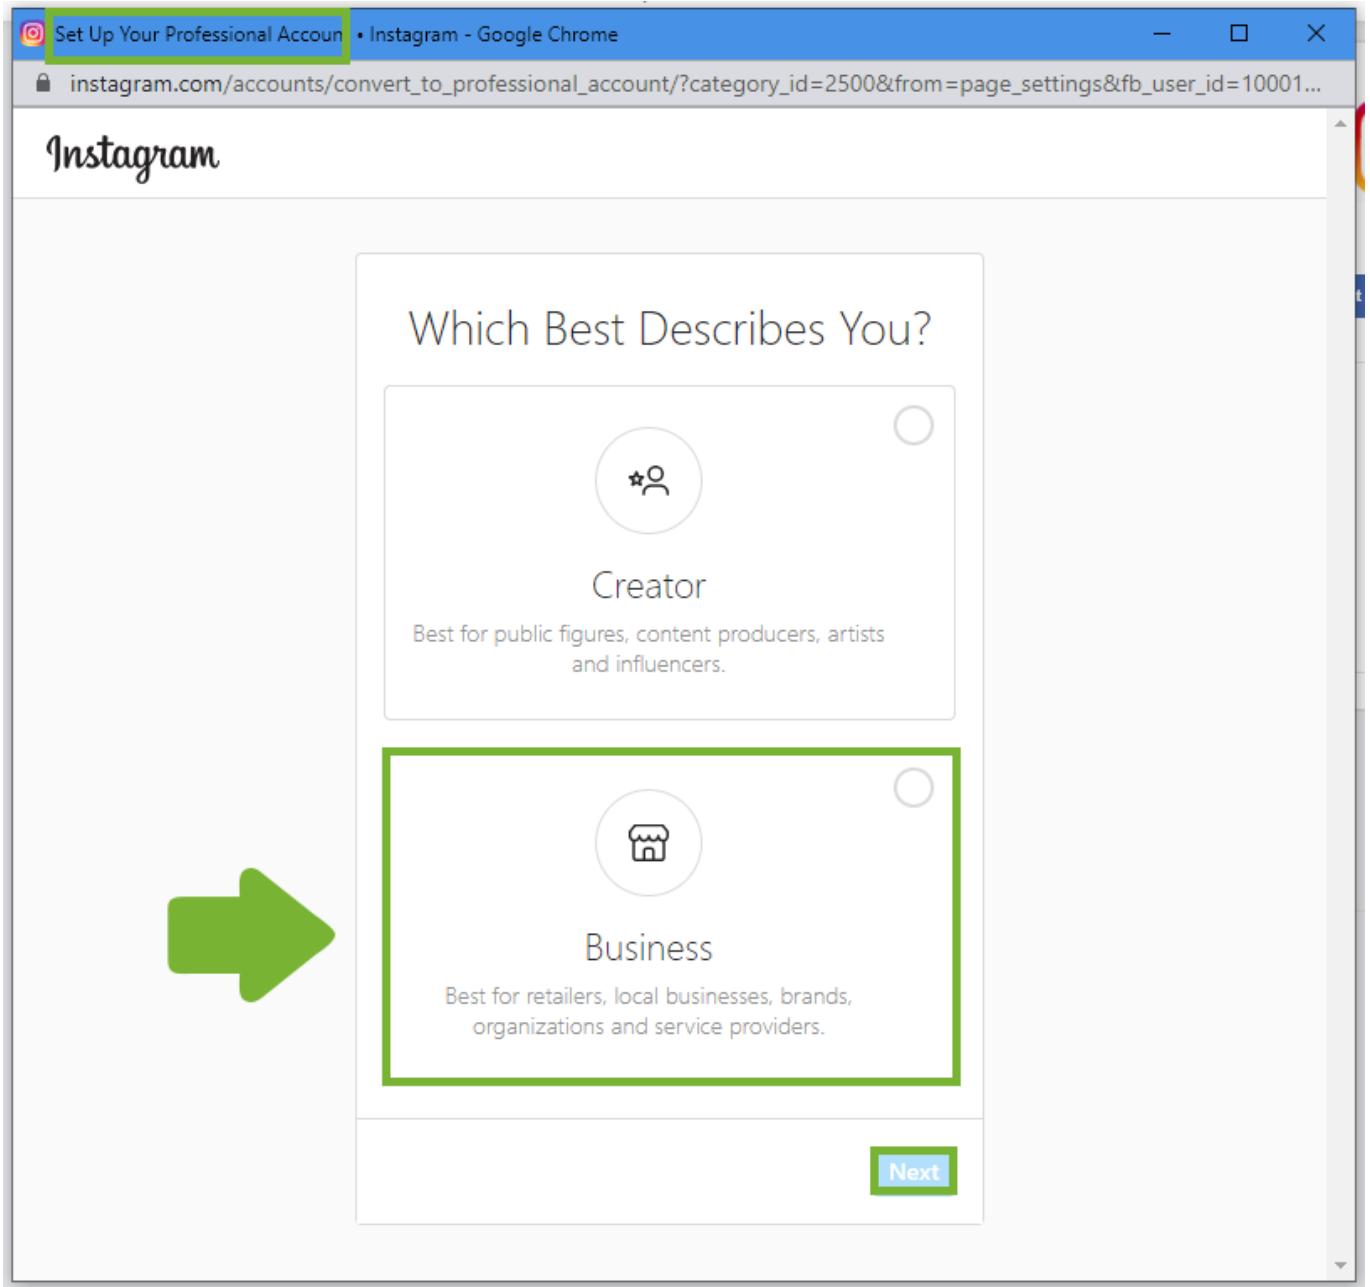 Set Up Your Professional Accoun • Instagram - Google Chrome
instagram.com/accounts/convert_to_professional_account/?category_id=2500&from=page_settings&fb_user_id=10001...
Instagram
Which Best Describes You?
Creator
Best for public figures, content producers, artists
and influencers.
Business
Best for retailers, local businesses, brands,
organizations and service providers.
Next